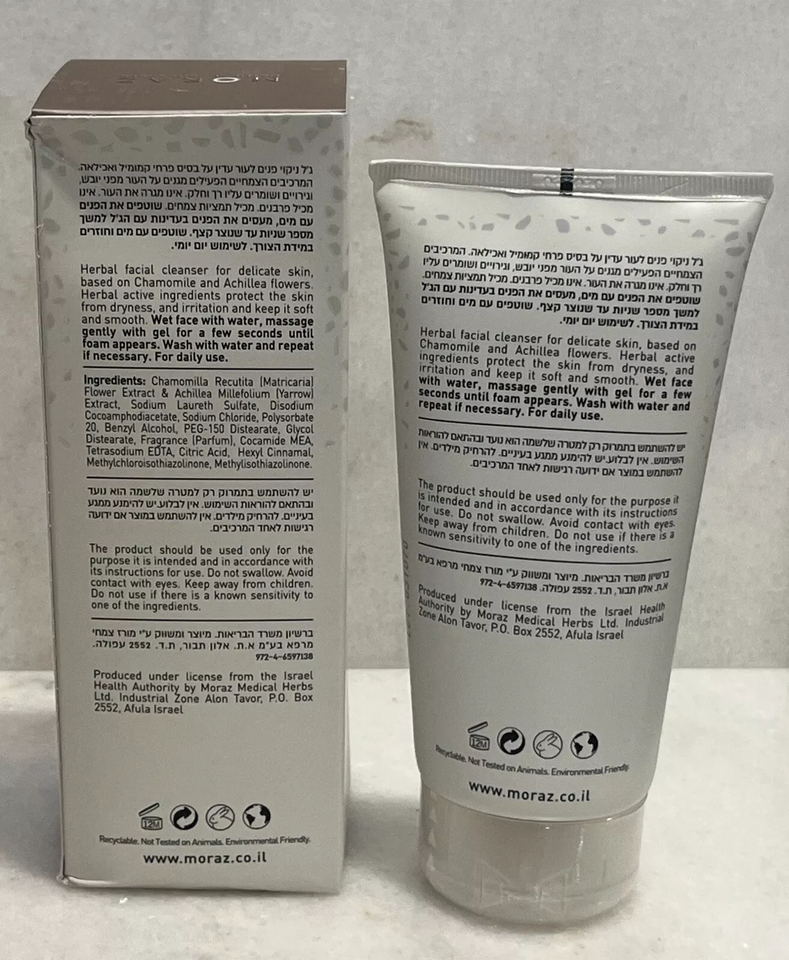 MORAZ
ג'ל ניקוי פנים לעור עדין על בסיס פרחי קמומיל ואכילאה.
המרכיבים הצמחיים הפעילים מגנים על העור מפני יובש,
וגירויים ושומרים עליו רך וחלק. אינו מגרה את העור. אינו
מכיל פרבנים. מכיל תמציות צמחים. שוטפים את הפנים
עם מים, מעסים את הפנים בעדינות עם הג'ל למשך
מספר שניות עד שנוצר קצף. שוטפים עם מים וחוזרים
במידת הצורך. לשימוש יום יומי.
Herbal facial cleanser for delicate skin,
based on Chamomile and Achillea flowers.
Herbal active ingredients protect the skin
from dryness, and irritation and keep it soft
and smooth. Wet face with water, massage
gently with gel for a few seconds until
foam appears. Wash with water and repeat
if necessary. For daily use.
Ingredients: Chamomilla Recutita (Matricaria)
Flower Extract & Achillea Millefolium (Yarrow)
Extract, Sodium Laureth Sulfate, Disodium
Cocoamphodiacetate, Sodium Chloride, Polysorbate
20, Benzyl Alcohol, PEG-150 Distearate, Glycol
Distearate, Fragrance (Parfum), Cocamide MEA,
Tetrasodium EDTA, Citric Acid, Hexyl Cinnamal,
Methylchloroisothiazolinone, Methylisothiazolinone.
יש להשתמש בתמרוק רק למטרה שלשמה הוא נועד
ובהתאם להוראות השימוש. אין לבלוע.יש להימנע ממגע
בעיניים. להרחיק מילדים. אין להשתמש במוצר אם ידועה
רגישות לאחד המרכיבים.
The product should be used only for the
purpose it is intended and in accordance with
its instructions for use. Do not swallow. Avoid
contact with eyes. Keep away from children.
Do not use if there is a known sensitivity to
one of the ingredients.
ברשיון משרד הבריאות. מיוצר ומשווק ע"י מורז צמחי
מרפא בע"מ א.ת. אלון תבור, ת.ד. 2552 עפולה.
972-4-6597138
Produced under license from the Israel
Health Authority by Moraz Medical Herbs
Ltd. Industrial Zone Alon Tavor, P.O. Box
2552, Afula Israel
12M
Recyclable. Not Tested on Animals. Environmental Friendly.
www.moraz.co.il
ג'ל ניקוי פנים לעור עדין על בסיס פרחי קמומיל ואכילאה. המרכיבים
הצמחיים הפעילים מגנים על העור מפני יובש, וגירויים ושומרים עליו
רך וחלק. אינו מגרה את העור. אינו מכיל פרבנים. מכיל תמציות צמחים.
שוטפים את הפנים עם מים, מעסים את הפנים בעדינות עם הג'ל
למשך מספר שניות עד שנוצר קצף. שוטפים עם מים וחוזרים
במידת הצורך. לשימוש יום יומי.
Herbal facial cleanser for delicate skin, based on
Chamomile and Achillea flowers. Herbal active
ingredients protect the skin from dryness, and
irritation and keep it soft and smooth. Wet face
with water, massage gently with gel for a few
seconds until foam appears. Wash with water and
repeat if necessary. For daily use.
יש להשתמש בתמרוק רק למטרה שלשמה הוא נועד ובהתאם להוראות
השימוש. אין לבלוע.יש להימנע ממגע בעיניים. להרחיק מילדים. אין
להשתמש במוצר אם ידועה רגישות לאחד המרכיבים.
The product should be used only for the purpose it
is intended and in accordance with its instructions
for use. Do not swallow. Avoid contact with eyes.
Keep away from children. Do not use if there is a
known sensitivity to one of the ingredients.
ברשיון משרד הבריאות. מיוצר ומשווק ע"י מורז צמחי מרפא בע"מ
א.ת. אלון תבור, ת.ד. 2552 עפולה. 972-4-6597138
Produced under license from the Israel Health
Authority by Moraz Medical Herbs Ltd. Industrial
Zone Alon Tavor, P.O. Box 2552, Afula Israel
12M
Recyclable. Not Tested on Animals. Environmental Friendly.
www.moraz.co.il